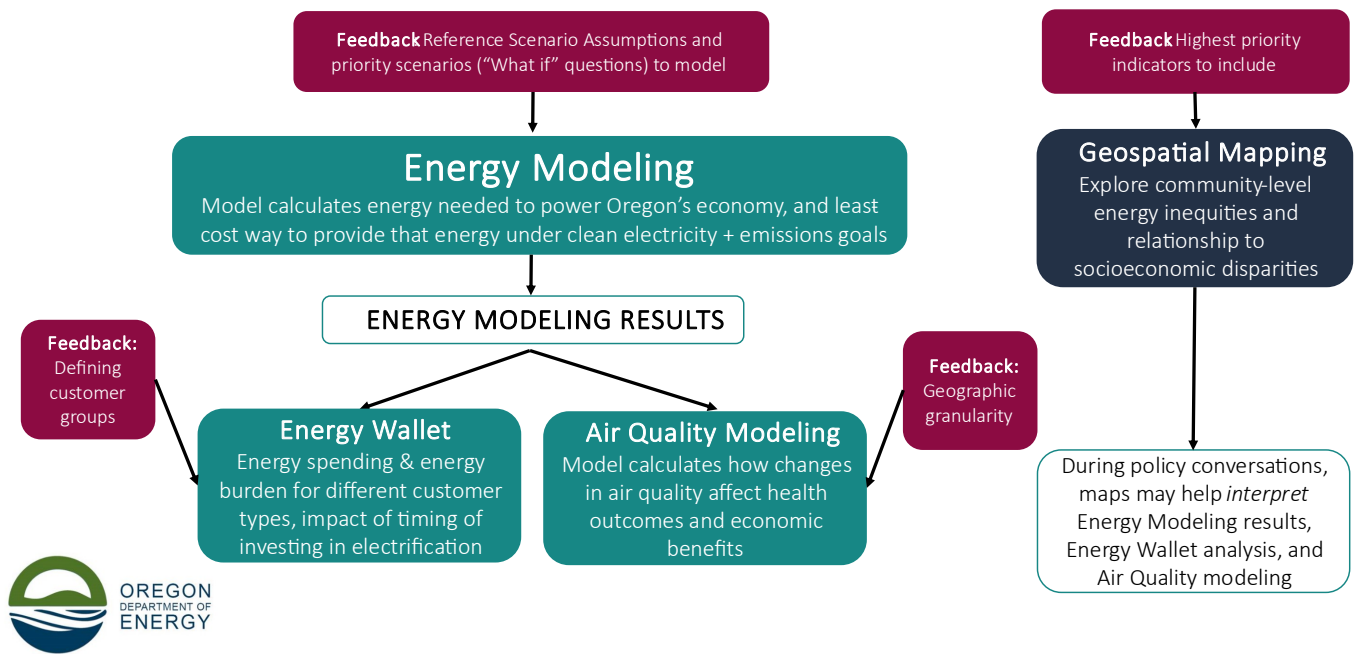 Feedback Reference Scenario Assumptions and
priority scenarios (“What if” questions) to model
Energy Modeling
Model calculates energy needed to power Oregon’s economy, and least
cost way to provide that energy under clean electricity + emissions goals
ENERGY MODELING RESULTS
Feedback:
Defining
customer
groups
Energy Wallet
Energy spending & energy
burden for different customer
types, impact of timing of
investing in electrification
Air Quality Modeling
Model calculates how changes
in air quality affect health
outcomes and economic
benefits
Feedback:
Geographic
granularity
Feedback Highest priority
indicators to include
Geospatial Mapping
Explore community-level
energy inequities and
relationship to
socioeconomic disparities
During policy conversations,
maps may help interpret
Energy Modeling results,
Energy Wallet analysis, and
Air Quality modeling
OREGON
DEPARTMENT OF
ENERGY